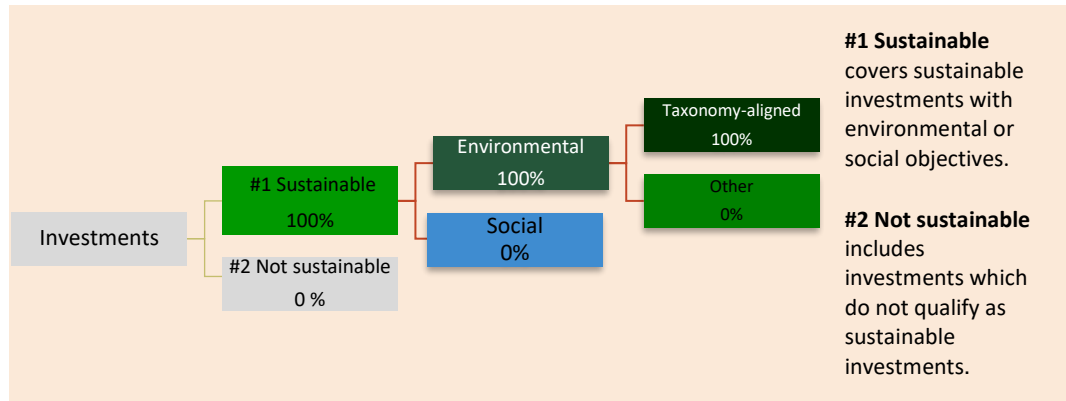 Investments
#1 Sustainable
100%
#2 Not sustainable
0 %
Environmental
100%
Social
0%
Taxonomy-aligned
100%
Other
0%
#1 Sustainable
covers sustainable
investments with
environmental or
social objectives.
#2 Not sustainable
includes
investments which
do not qualify as
sustainable
investments.